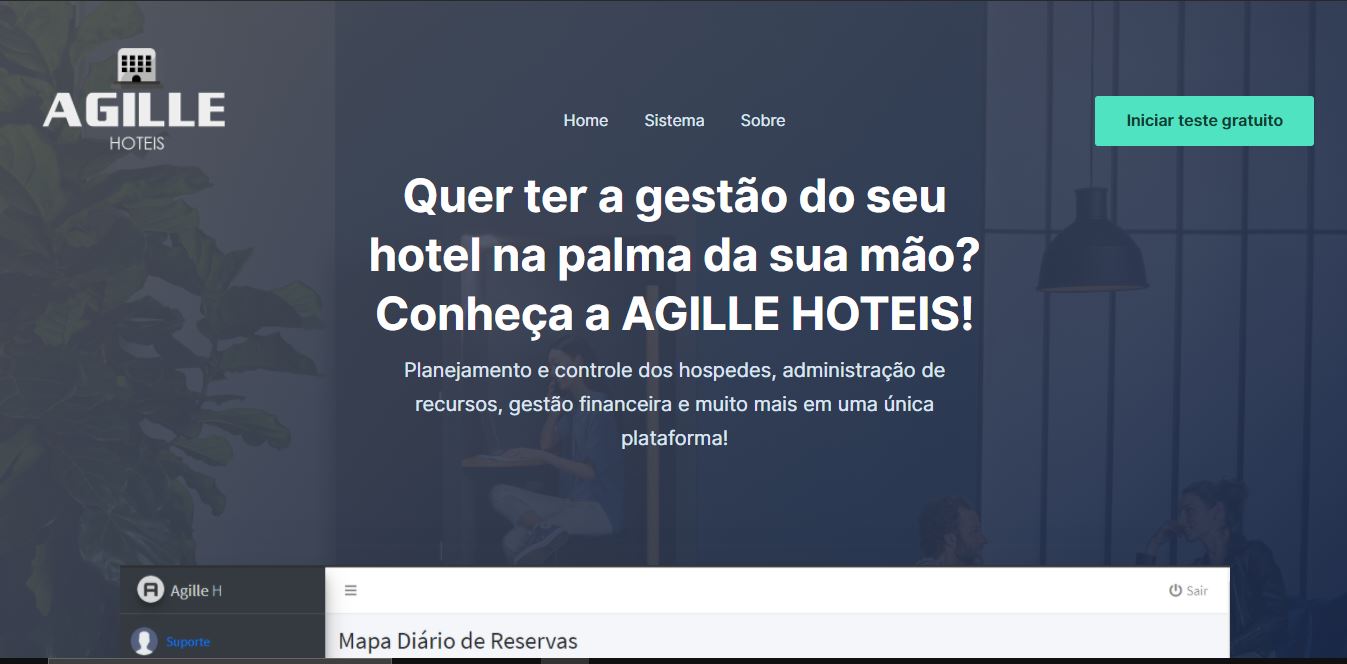 AGILLE
HOTEIS
Home Sistema Sobre
Iniciar teste gratuito
Quer ter a gestão do seu
hotel na palma da sua mão?
Conheça a AGILLE HOTEIS!
Planejamento e controle dos hospedes, administração de
recursos, gestão financeira e muito mais em uma única
plataforma!
A Agille H
Sair
Suporte
Mapa Diário de Reservas